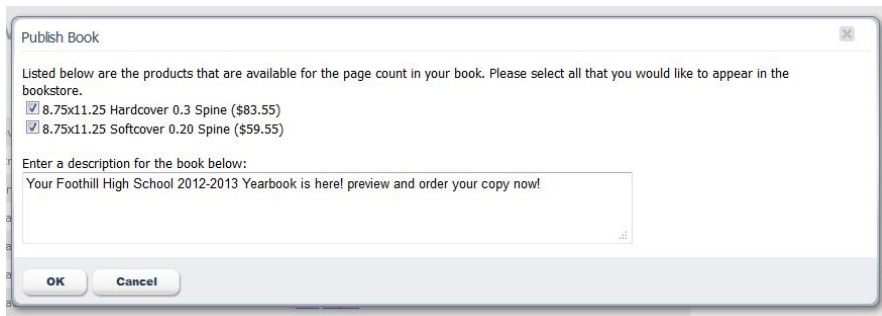 Publish Book
Listed below are the products that are available for the page count in your book. Please select all that you would like to appear in the
bookstore.
8.75x11.25 Hardcover 0.3 Spine ($83.55)
8.75x11.25 Softcover 0.20 Spine ($59.55)
Enter a description for the book below:
Your Foothill High School 2012-2013 Yearbook is here! preview and order your copy now!
OK Cancel